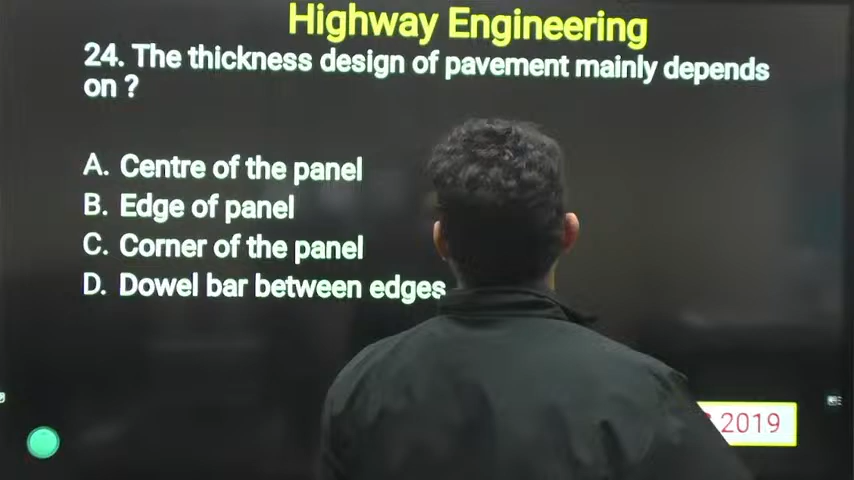 Highway Engineering
24. The thickness design of pavement mainly depends
on ?
A. Centre of the panel
B. Edge of panel
C. Corner of the panel
D. Dowel bar between edges
2019